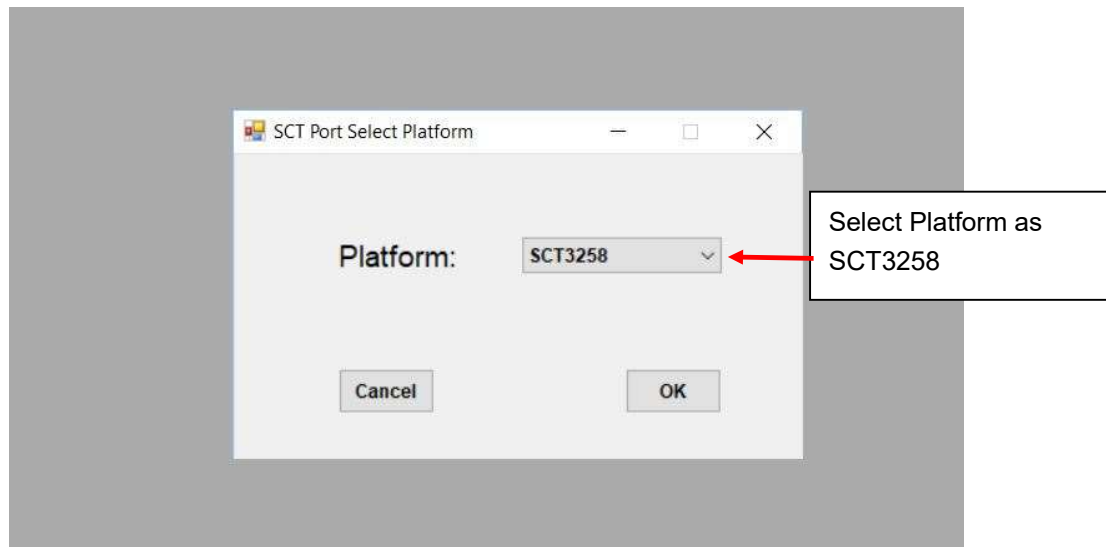 SCT Port Select Platform
Platform:
SCT3258
Select Platform as
SCT3258
Cancel
OK